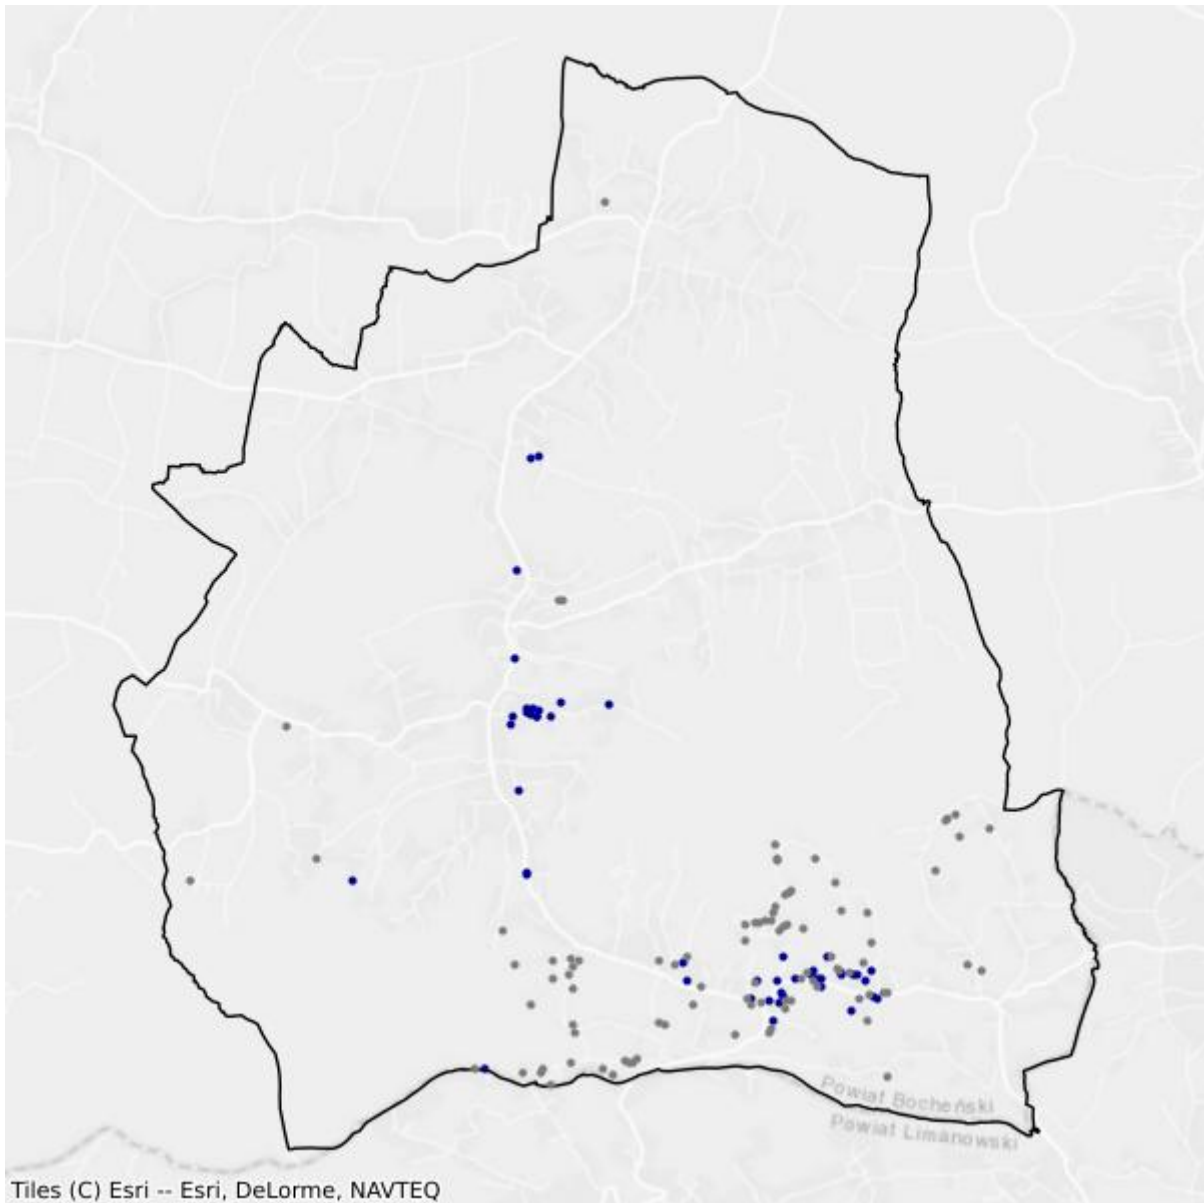 Powiat Bocheński
Powiat Limanowski
Tiles (C) Esri -- Esri, DeLorme, NAVTEQ